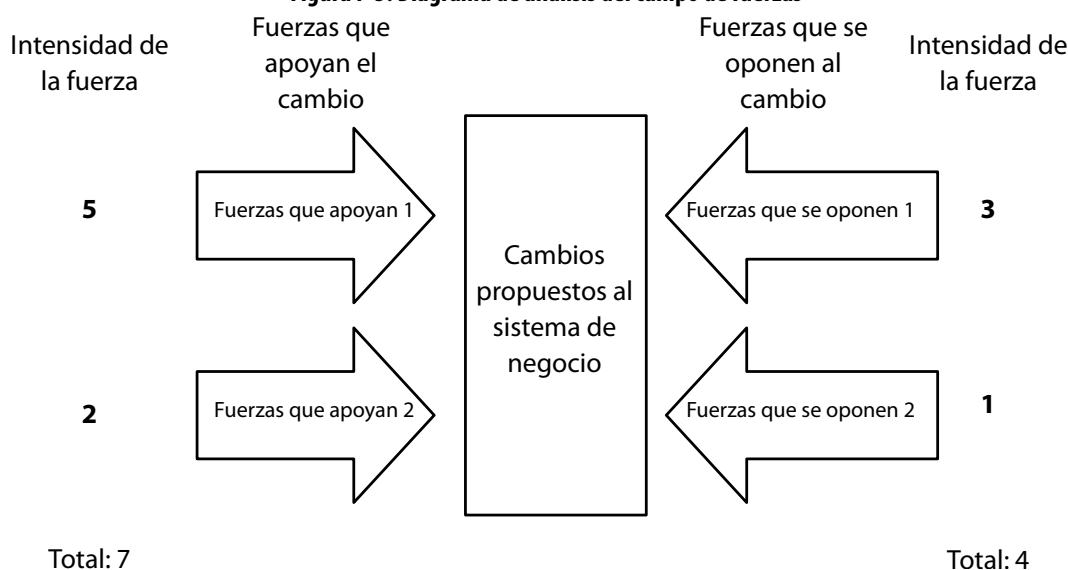 Intensidad de
la fuerza
Fuerzas que
apoyan el
cambio
Fuerzas que se
oponen al
cambio
Intensidad de
la fuerza
5
Fuerzas que apoyan 1
Fuerzas que se oponen 1
3
Cambios
propuestos al
sistema de
negocio
2
Fuerzas que apoyan 2
Fuerzas que se oponen 2
1
Total: 7
Total: 4